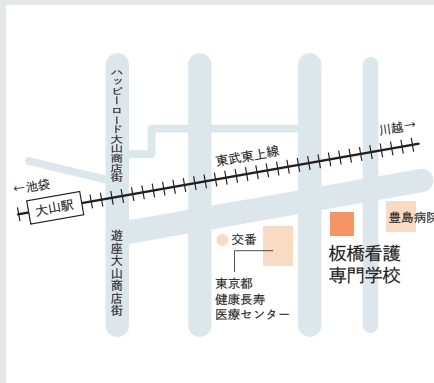 ハッピーロード大山商店街
川越→
東武東上線
←池袋
大山駅
豊島病院
遊座大山商店街
交番
板橋看護
専門学校
東京都
健康長寿
医療センター